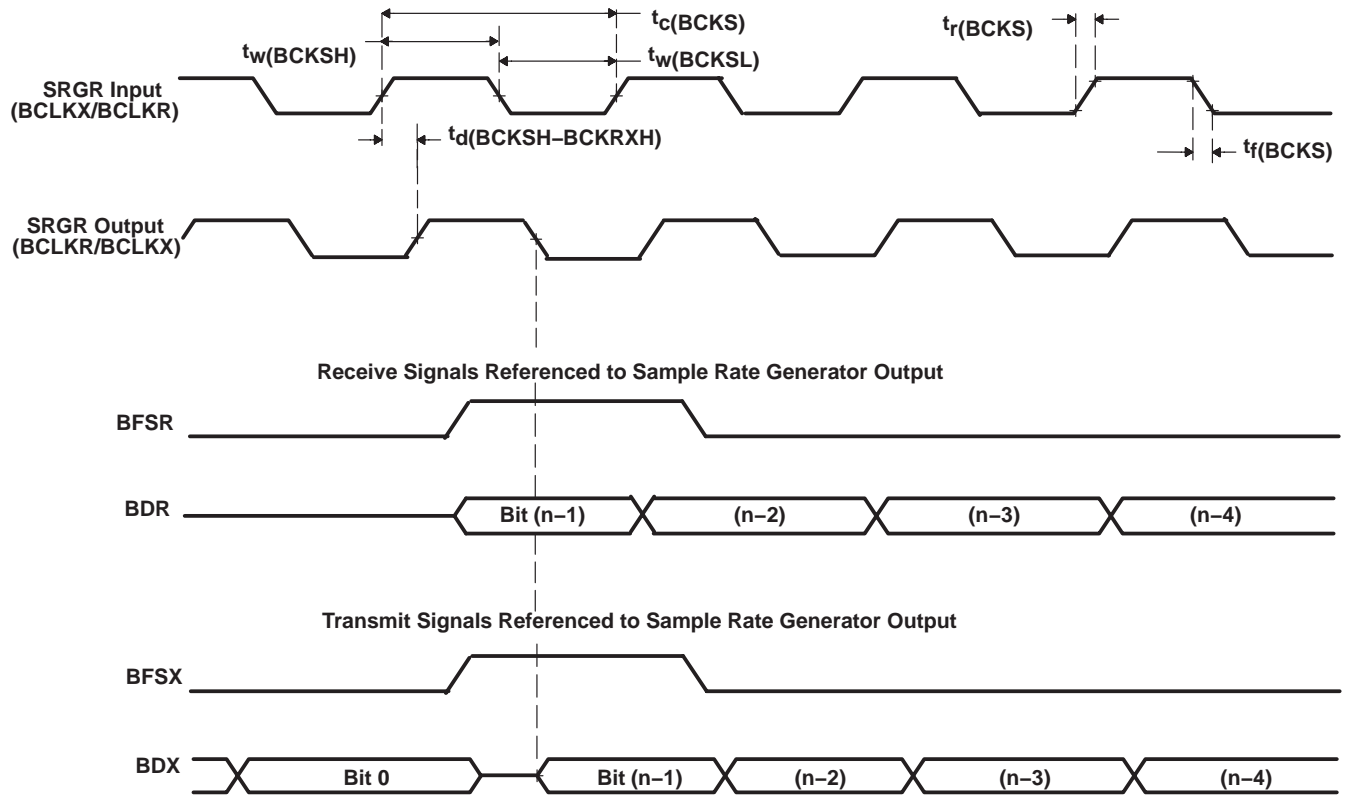 tc(BCKS)
tr(BCKS)
tw(BCKSH)
tw(BCKSL)
SRGR Input
(BCLKX/BCLKR)
td(BCKSH–BCKRXH)
tf(BCKS)
SRGR Output
(BCLKR/BCLKX)
Receive Signals Referenced to Sample Rate Generator Output
BFSR
BDR
Bit (n–1)
(n–2)
(n–3)
(n–4)
Transmit Signals Referenced to Sample Rate Generator Output
BFSX
BDX
Bit 0
Bit (n–1)
(n–2)
(n–3)
(n–4)